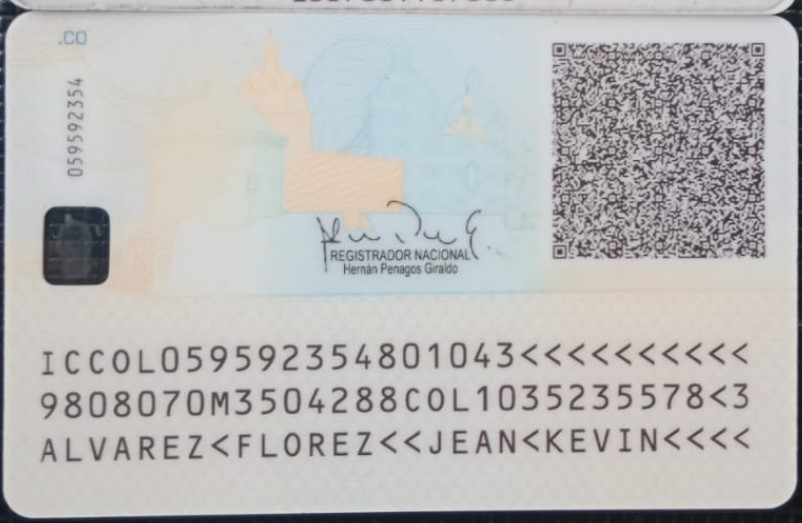 .CO
059592354
REGISTRADOR NACIONAL
Hernán Penagos Giraldo
ICCOL059592354801043<<<<<<<<<<
9808070M3504288COL1035235578<3
ALVAREZ<FLOREZ<<JEAN<KEVIN<<<<